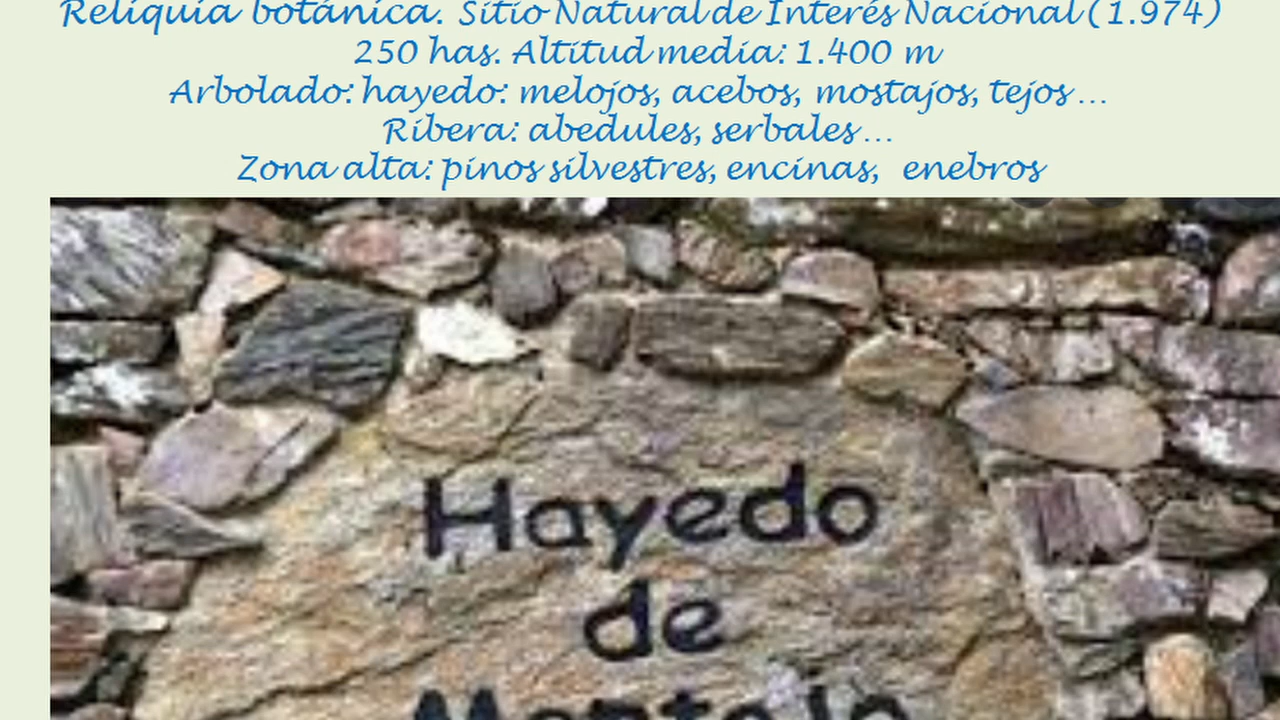 Reliquia botánica. Sitio Natural de Interés Nacional (1.974)
250 has. Altitud media: 1.400 m
Arbolado: hayedo: melojos, acebos, mostajos, tejos…
Ribera: abedules, serbales…
Zona alta: pinos silvestres, encinas, enebros
Hayedo
de